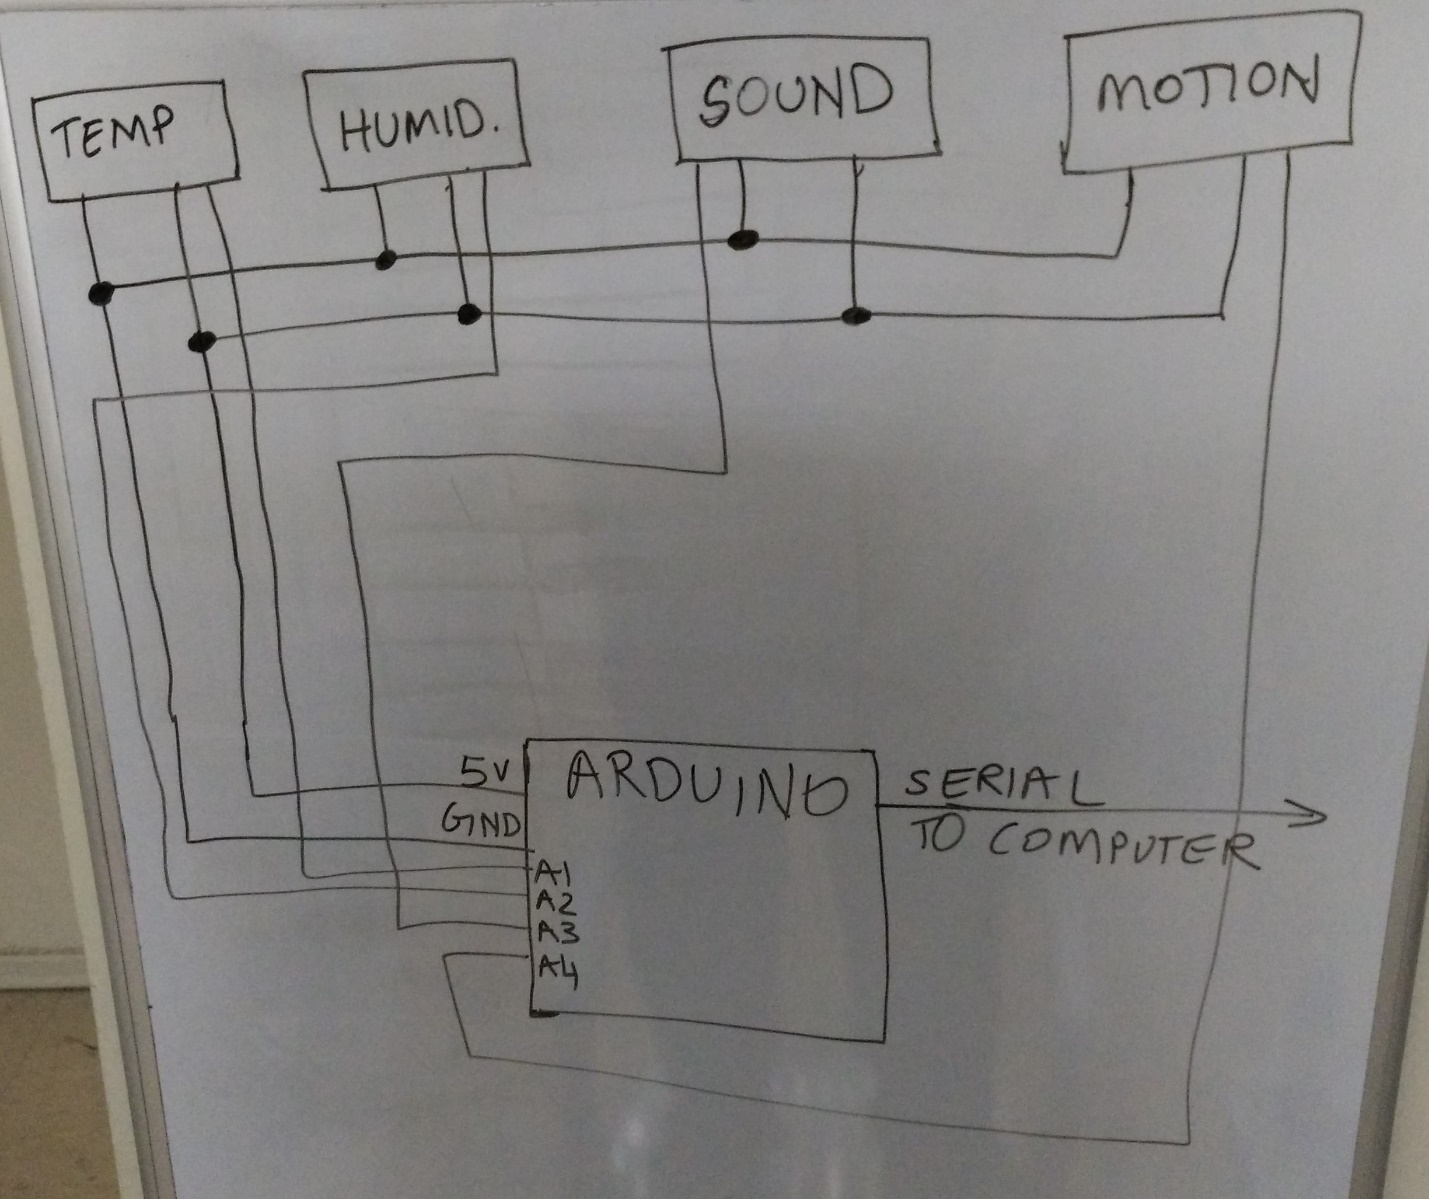 TEMP
HUMID.
SOUND
MOTION
5V
GND
A1
A2
A3
A4
ARDUINO
SERIAL
TO COMPUTER